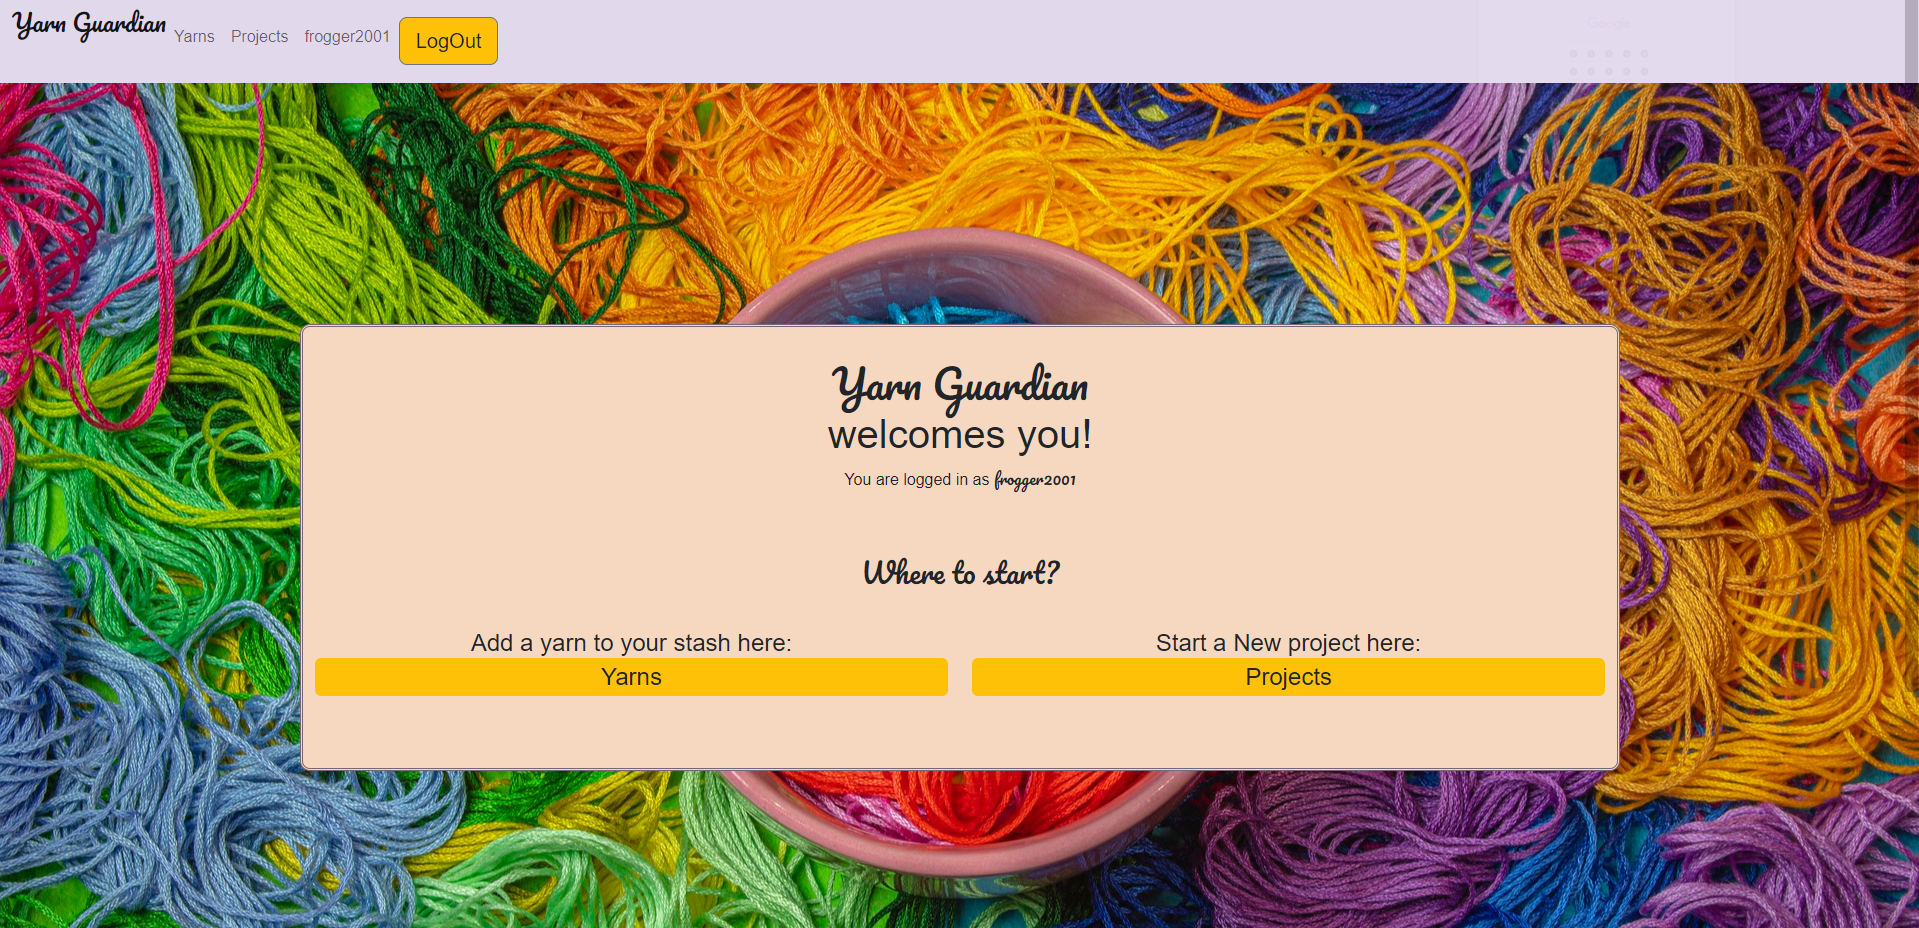 Yarn Guardian Yarns Projects frogger2001 LogOut
Yarn Guardian
welcomes you!
You are logged in as frogger2001
Where to start?
Add a yarn to your stash here:
Yarns
Start a New project here:
Projects